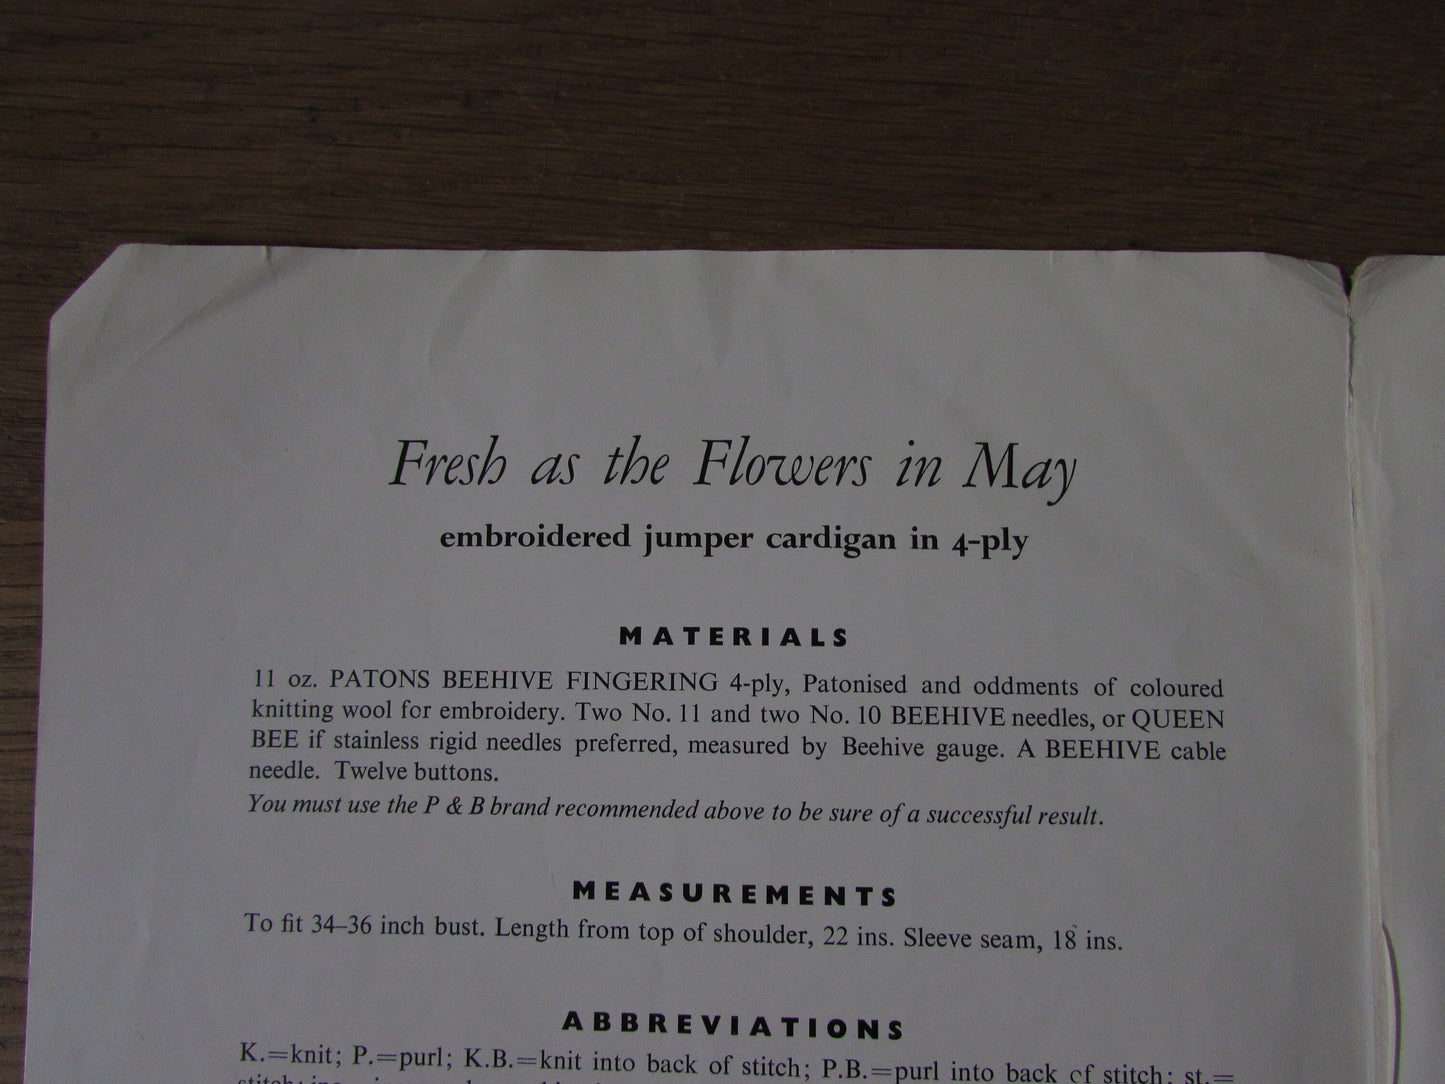 Fresh as the Flowers in May
embroidered jumper cardigan in 4-ply
MATERIALS
11 oz. PATONS BEEHIVE FINGERING 4-ply, Patonised and oddments of coloured
knitting wool for embroidery. Two No. 11 and two No. 10 BEEHIVE needles, or QUEEN
BEE if stainless rigid needles preferred, measured by Beehive gauge. A BEEHIVE cable
needle. Twelve buttons.
You must use the P & B brand recommended above to be sure of a successful result.
MEASUREMENTS
To fit 34–36 inch bust. Length from top of shoulder, 22 ins. Sleeve seam, 18 ins.
ABBREVIATIONS
K.=knit; P.=purl; K.B.=knit into back of stitch; P.B.=purl into back of stitch; st.=